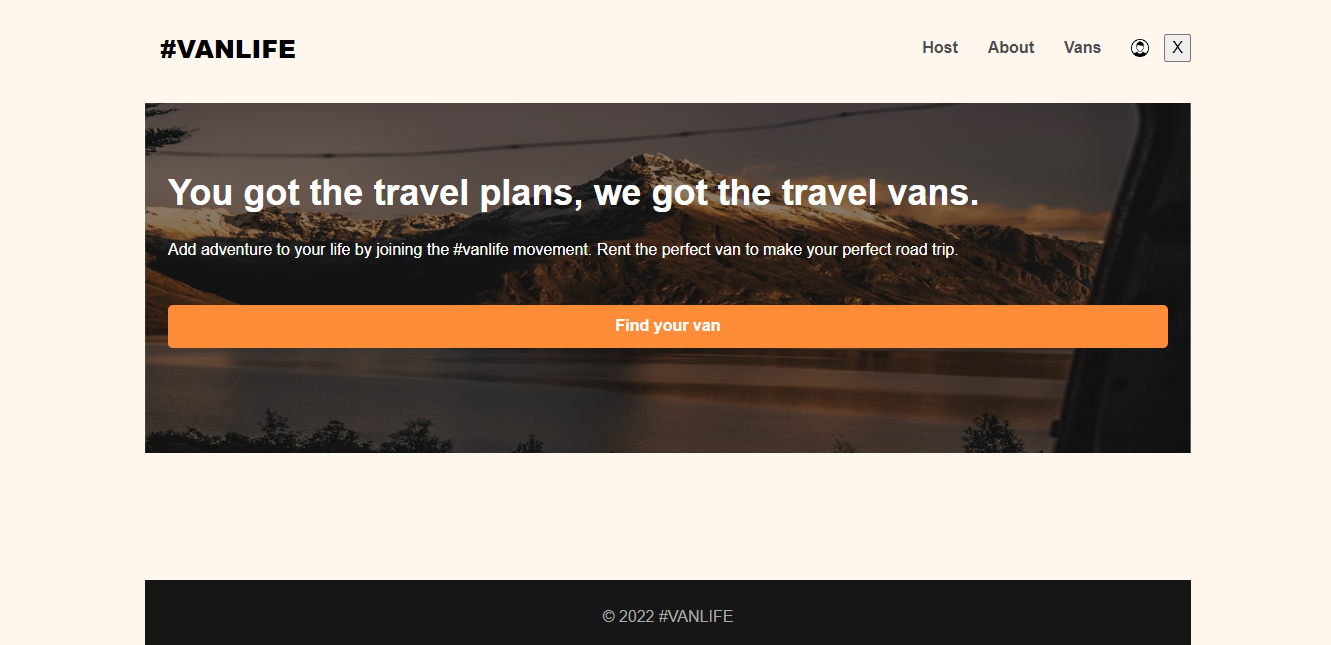 #VANLIFE
Host About Vans X
You got the travel plans, we got the travel vans.
Add adventure to your life by joining the #vanlife movement. Rent the perfect van to make your perfect road trip.
Find your van
© 2022 #VANLIFE